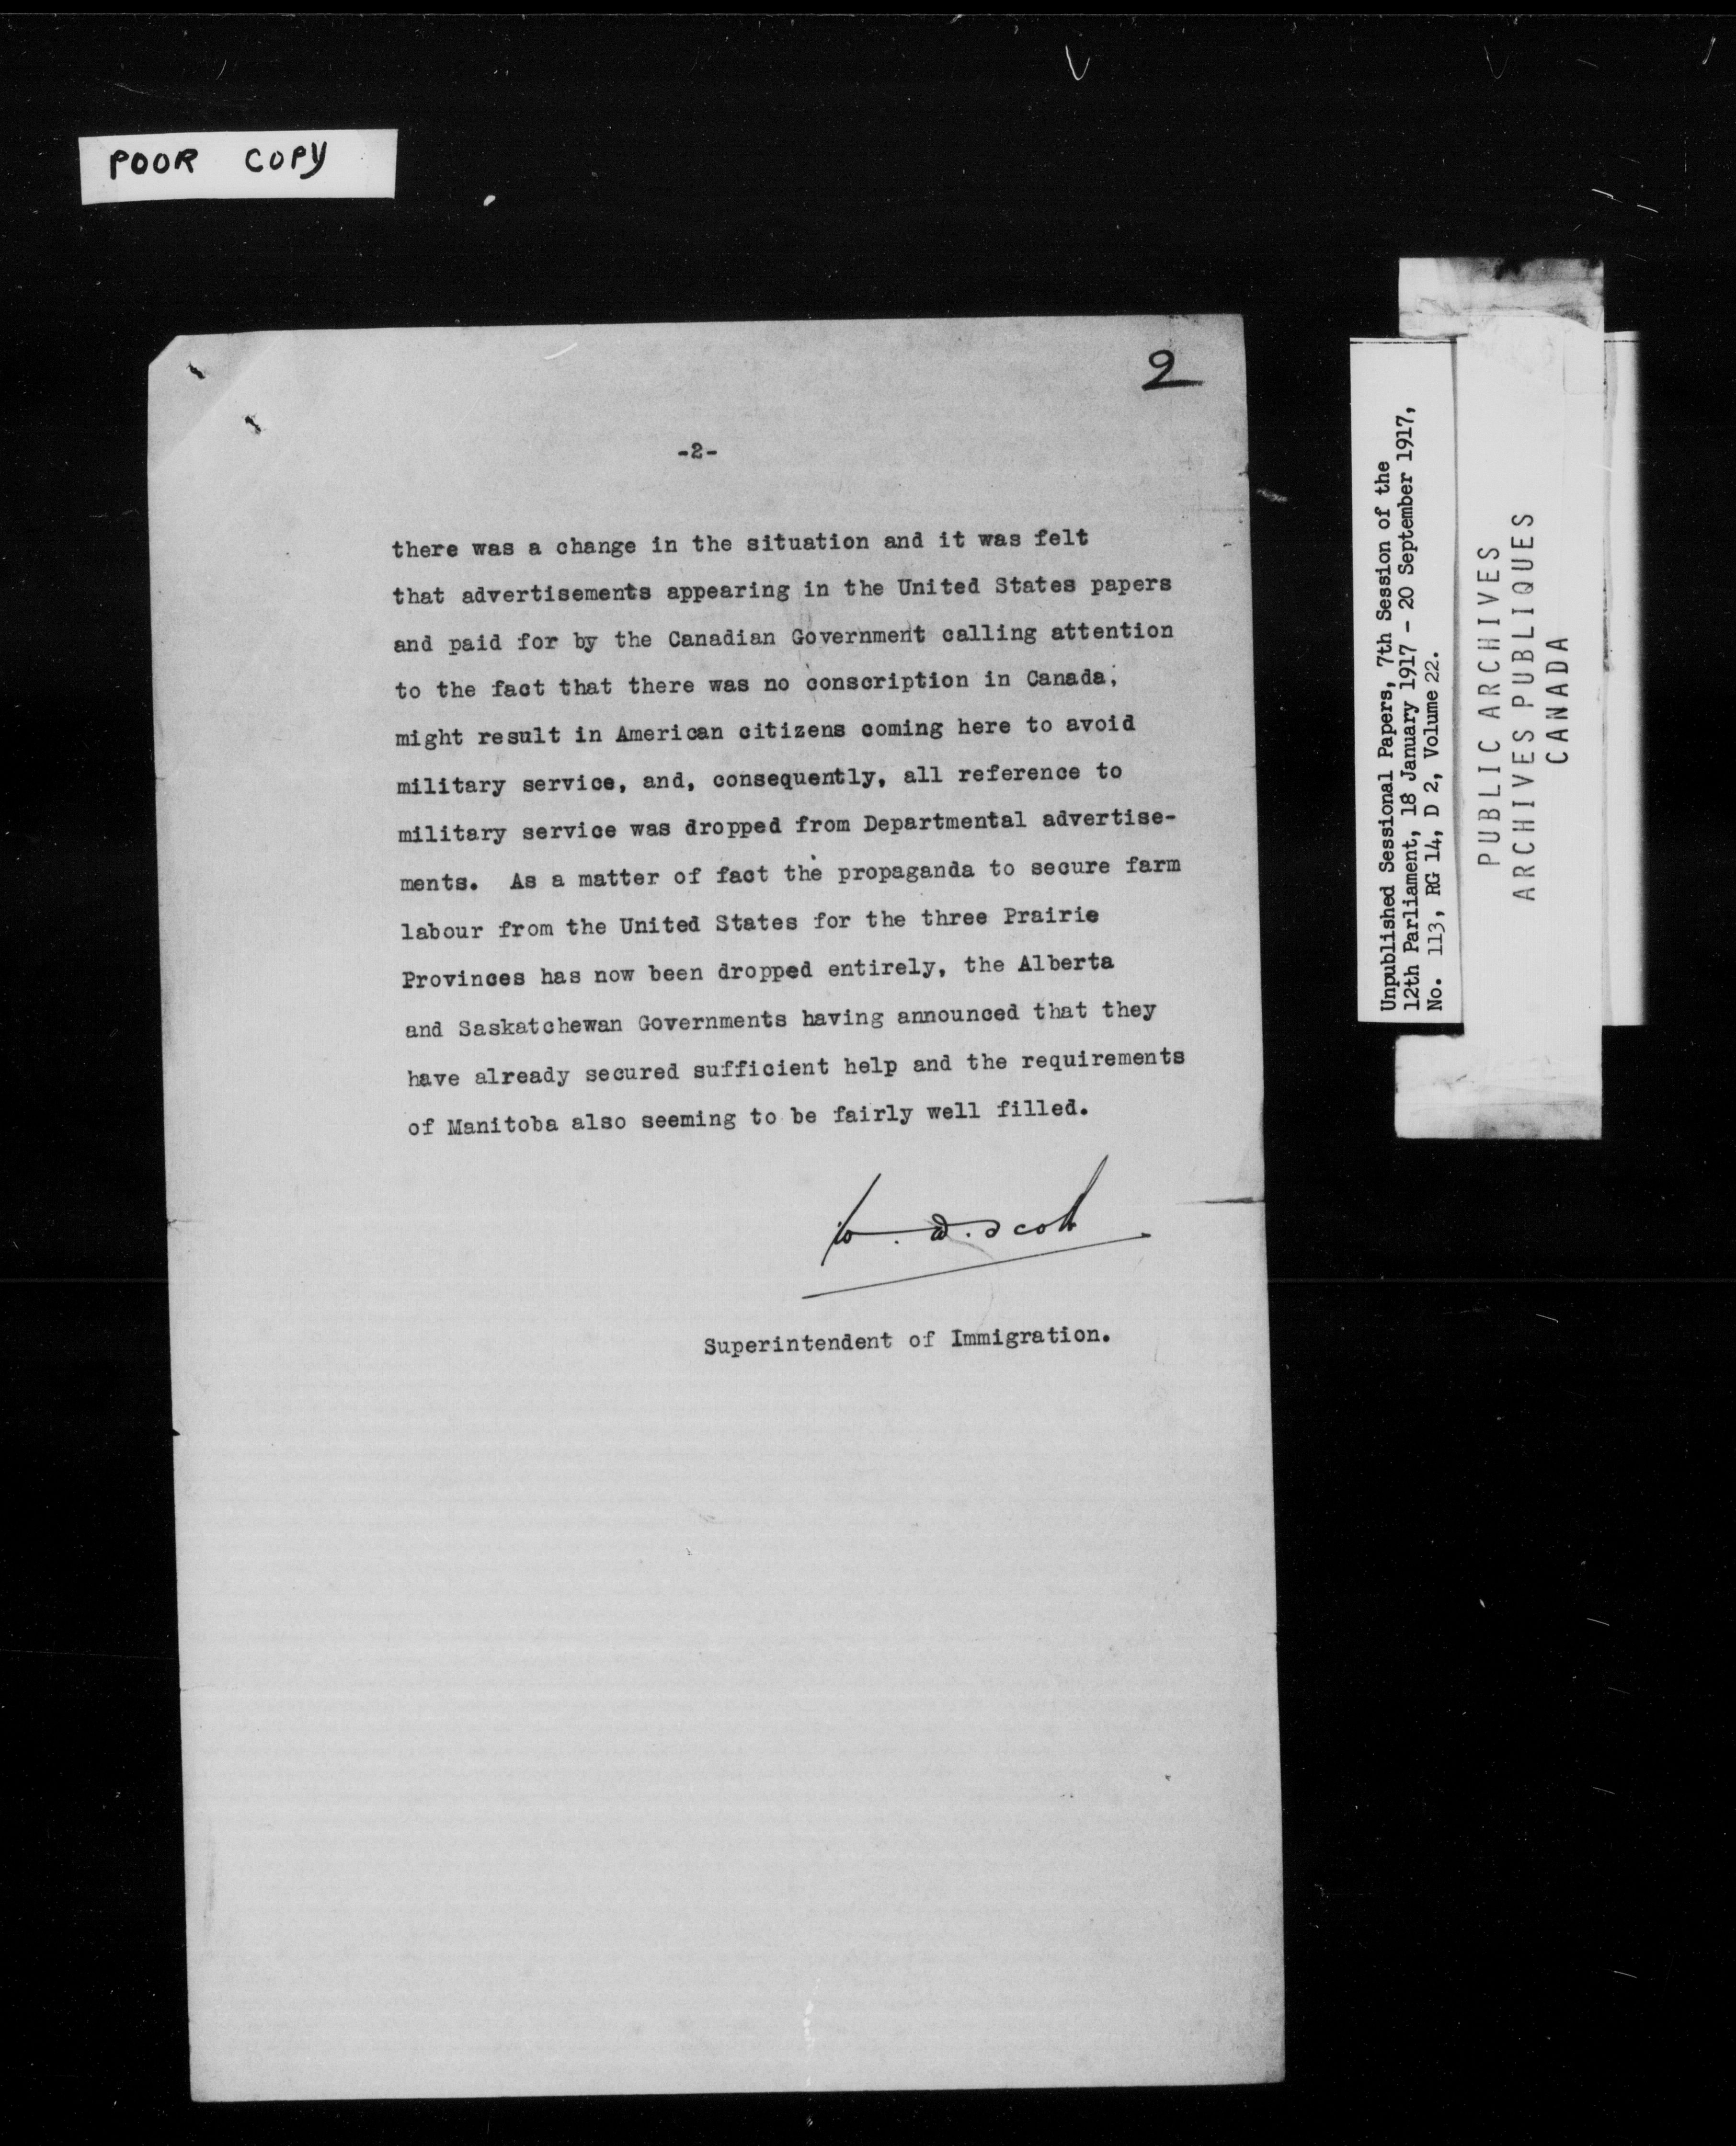 POOR COPY
2
-2-
there was a change in the situation and it was felt
that advertisements appearing in the United States papers
and paid for by the Canadian Government calling attention
to the fact that there was no conscription in Canada,
might result in American citizens coming here to avoid
military service, and, consequently, all reference to
military service was dropped from Departmental advertise-
ments. As a matter of fact the propaganda to secure farm
labour from the United States for the three Prairie
Provinces has now been dropped entirely, the Alberta
and Saskatchewan Governments having announced that they
have already secured sufficient help and the requirements
of Manitoba also seeming to be fairly well filled.
W. D. Scott
Superintendent of Immigration.
Unpublished Sessional Papers, 7th Session of the
12th Parliament, 18 January 1917 - 20 September 1917,
No. 113, RG 14, D 2, Volume 22.
PUBLIC ARCHIVES
ARCHIVES PUBLIQUES
CANADA